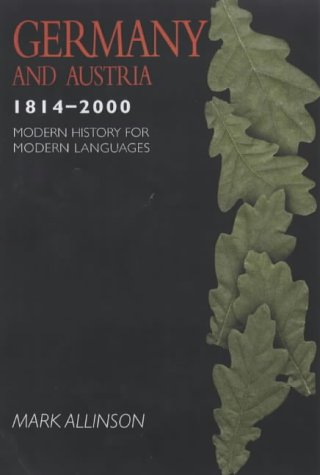 GERMANY
AND AUSTRIA
1814–2000
MODERN HISTORY FOR
MODERN LANGUAGES
MARK ALLINSON